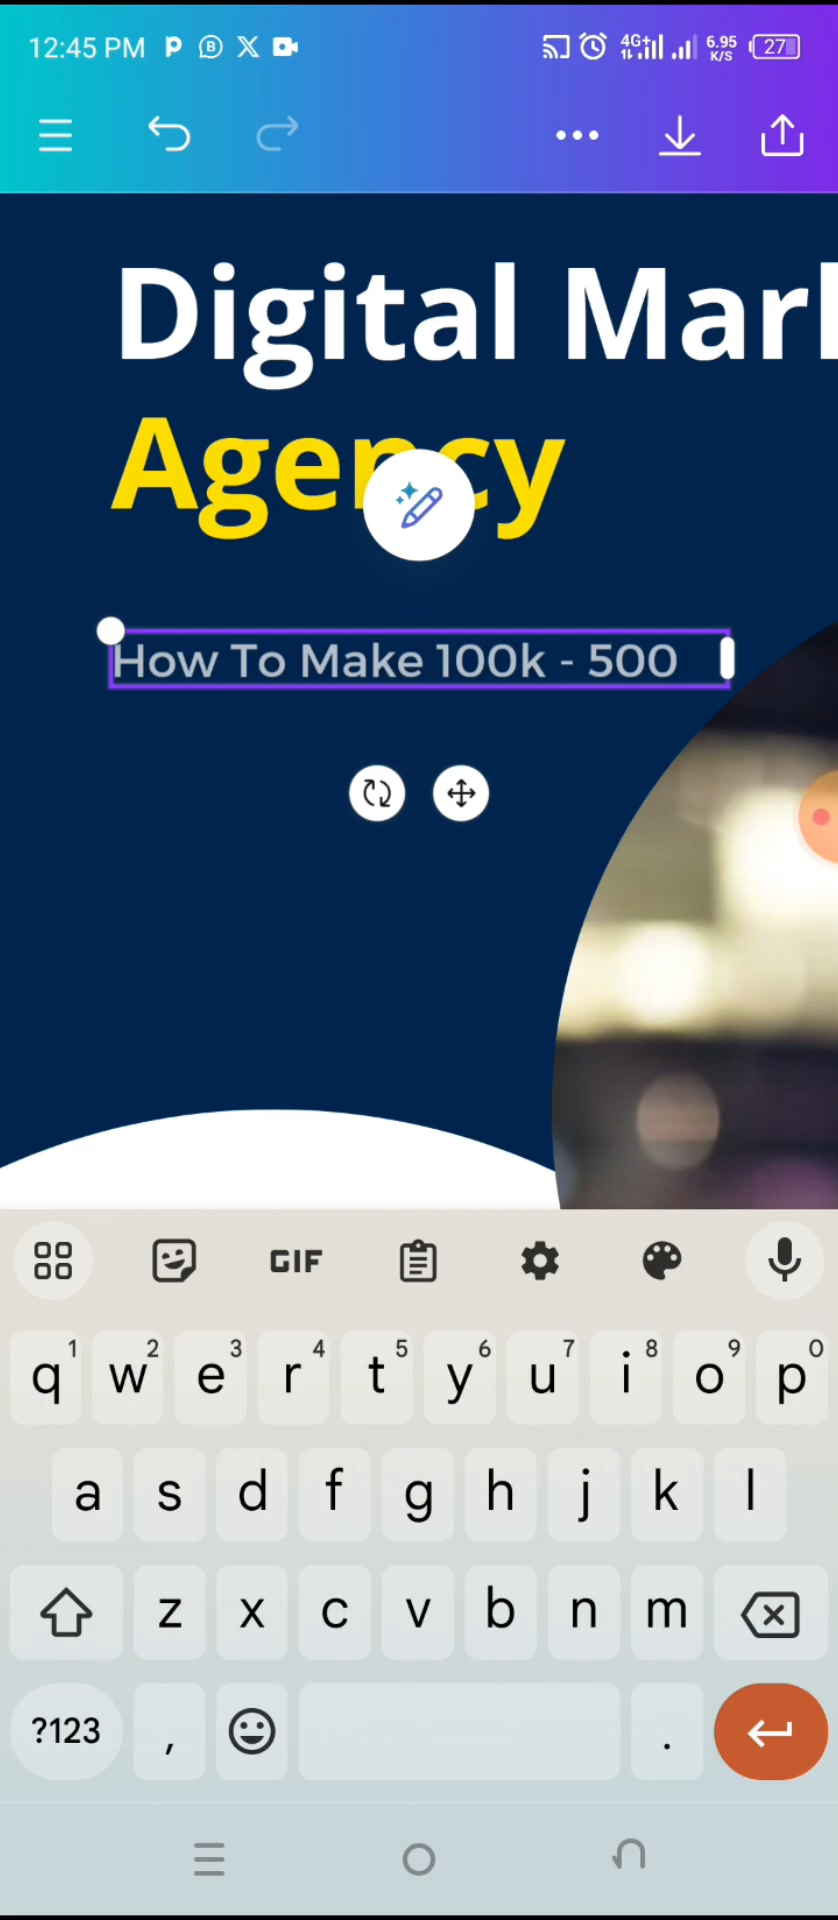 12:45 PM
4G+
6.95
K/S
27
Digital Mark
Agency
How To Make 100k - 500
GIF
1 2 3 4 5 6 7 8 9 0
q w e r t y u i o p
a s d f g h j k l
z x c v b n m
?123 , .